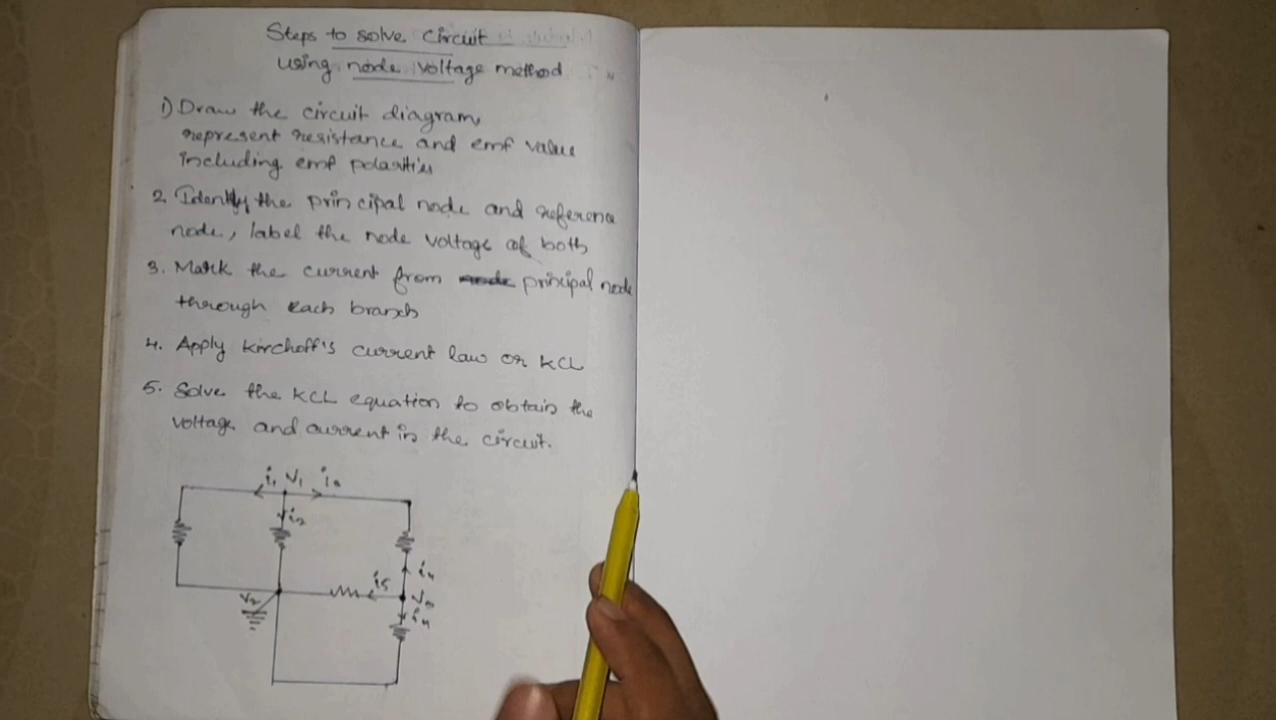 Steps to solve Circuit
using node voltage method
1) Draw the circuit diagram,
represent resistance and emf value
including emf polarities
2. Identify the principal node and referenc
node, label the node voltage of both
3. Mark the current from principal node
through each branch
4. Apply Kirchoff's current law or KCL
5. Solve the KCL equation to obtain the
voltage and current in the circuit.
i₁ V₁ i₃
i₂
i₄
i₅
V₂ V₃
i₄